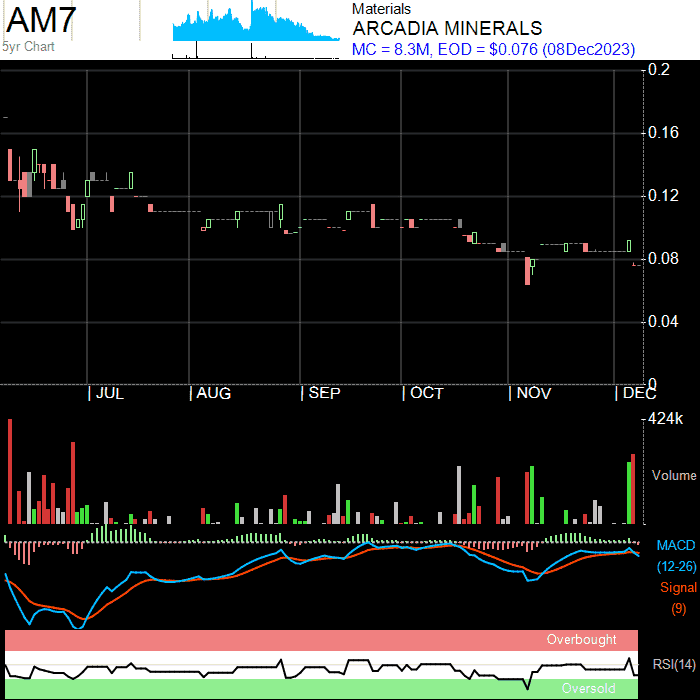 AM7
5yr Chart
Materials
ARCADIA MINERALS
MC = 8.3M, EOD = $0.076 (08Dec2023)
0.2
0.16
0.12
0.08
0.04
0
| JUL | AUG | SEP | OCT | NOV | DEC
424k
Volume
MACD
(12-26)
Signal
(9)
Overbought
RSI(14)
Oversold